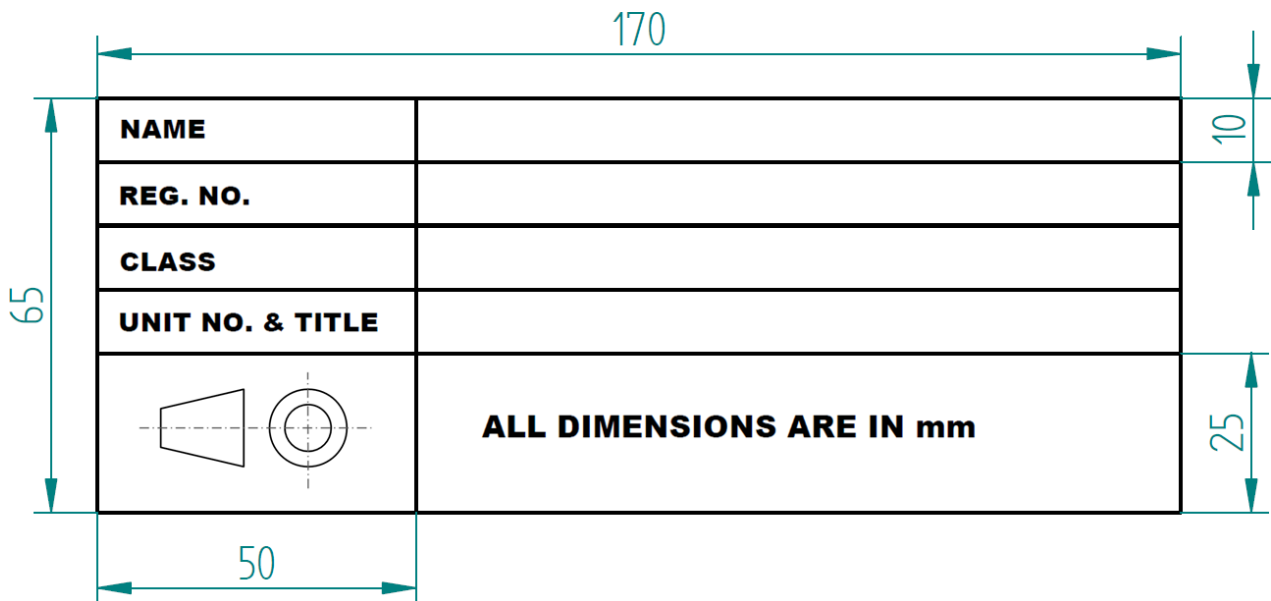 170
NAME
10
REG. NO.
CLASS
65
UNIT NO. & TITLE
ALL DIMENSIONS ARE IN mm
25
50